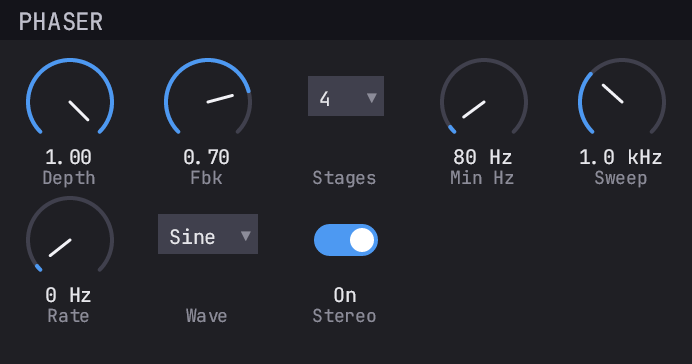 PHASER
4
1.00 0.70 80 Hz 1.0 kHz
Depth Fbk Stages Min Hz Sweep
Sine
0 Hz On
Rate Wave Stereo